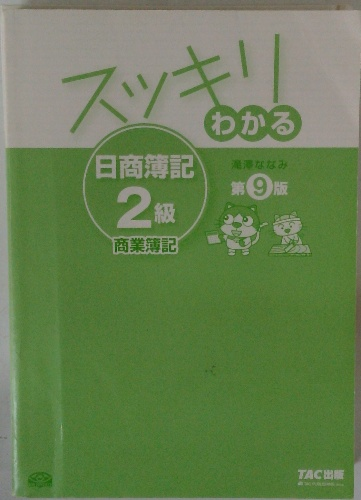 スッキリ
わかる
日商簿記
2級
商業簿記
滝澤ななみ
第9版
TAC出版